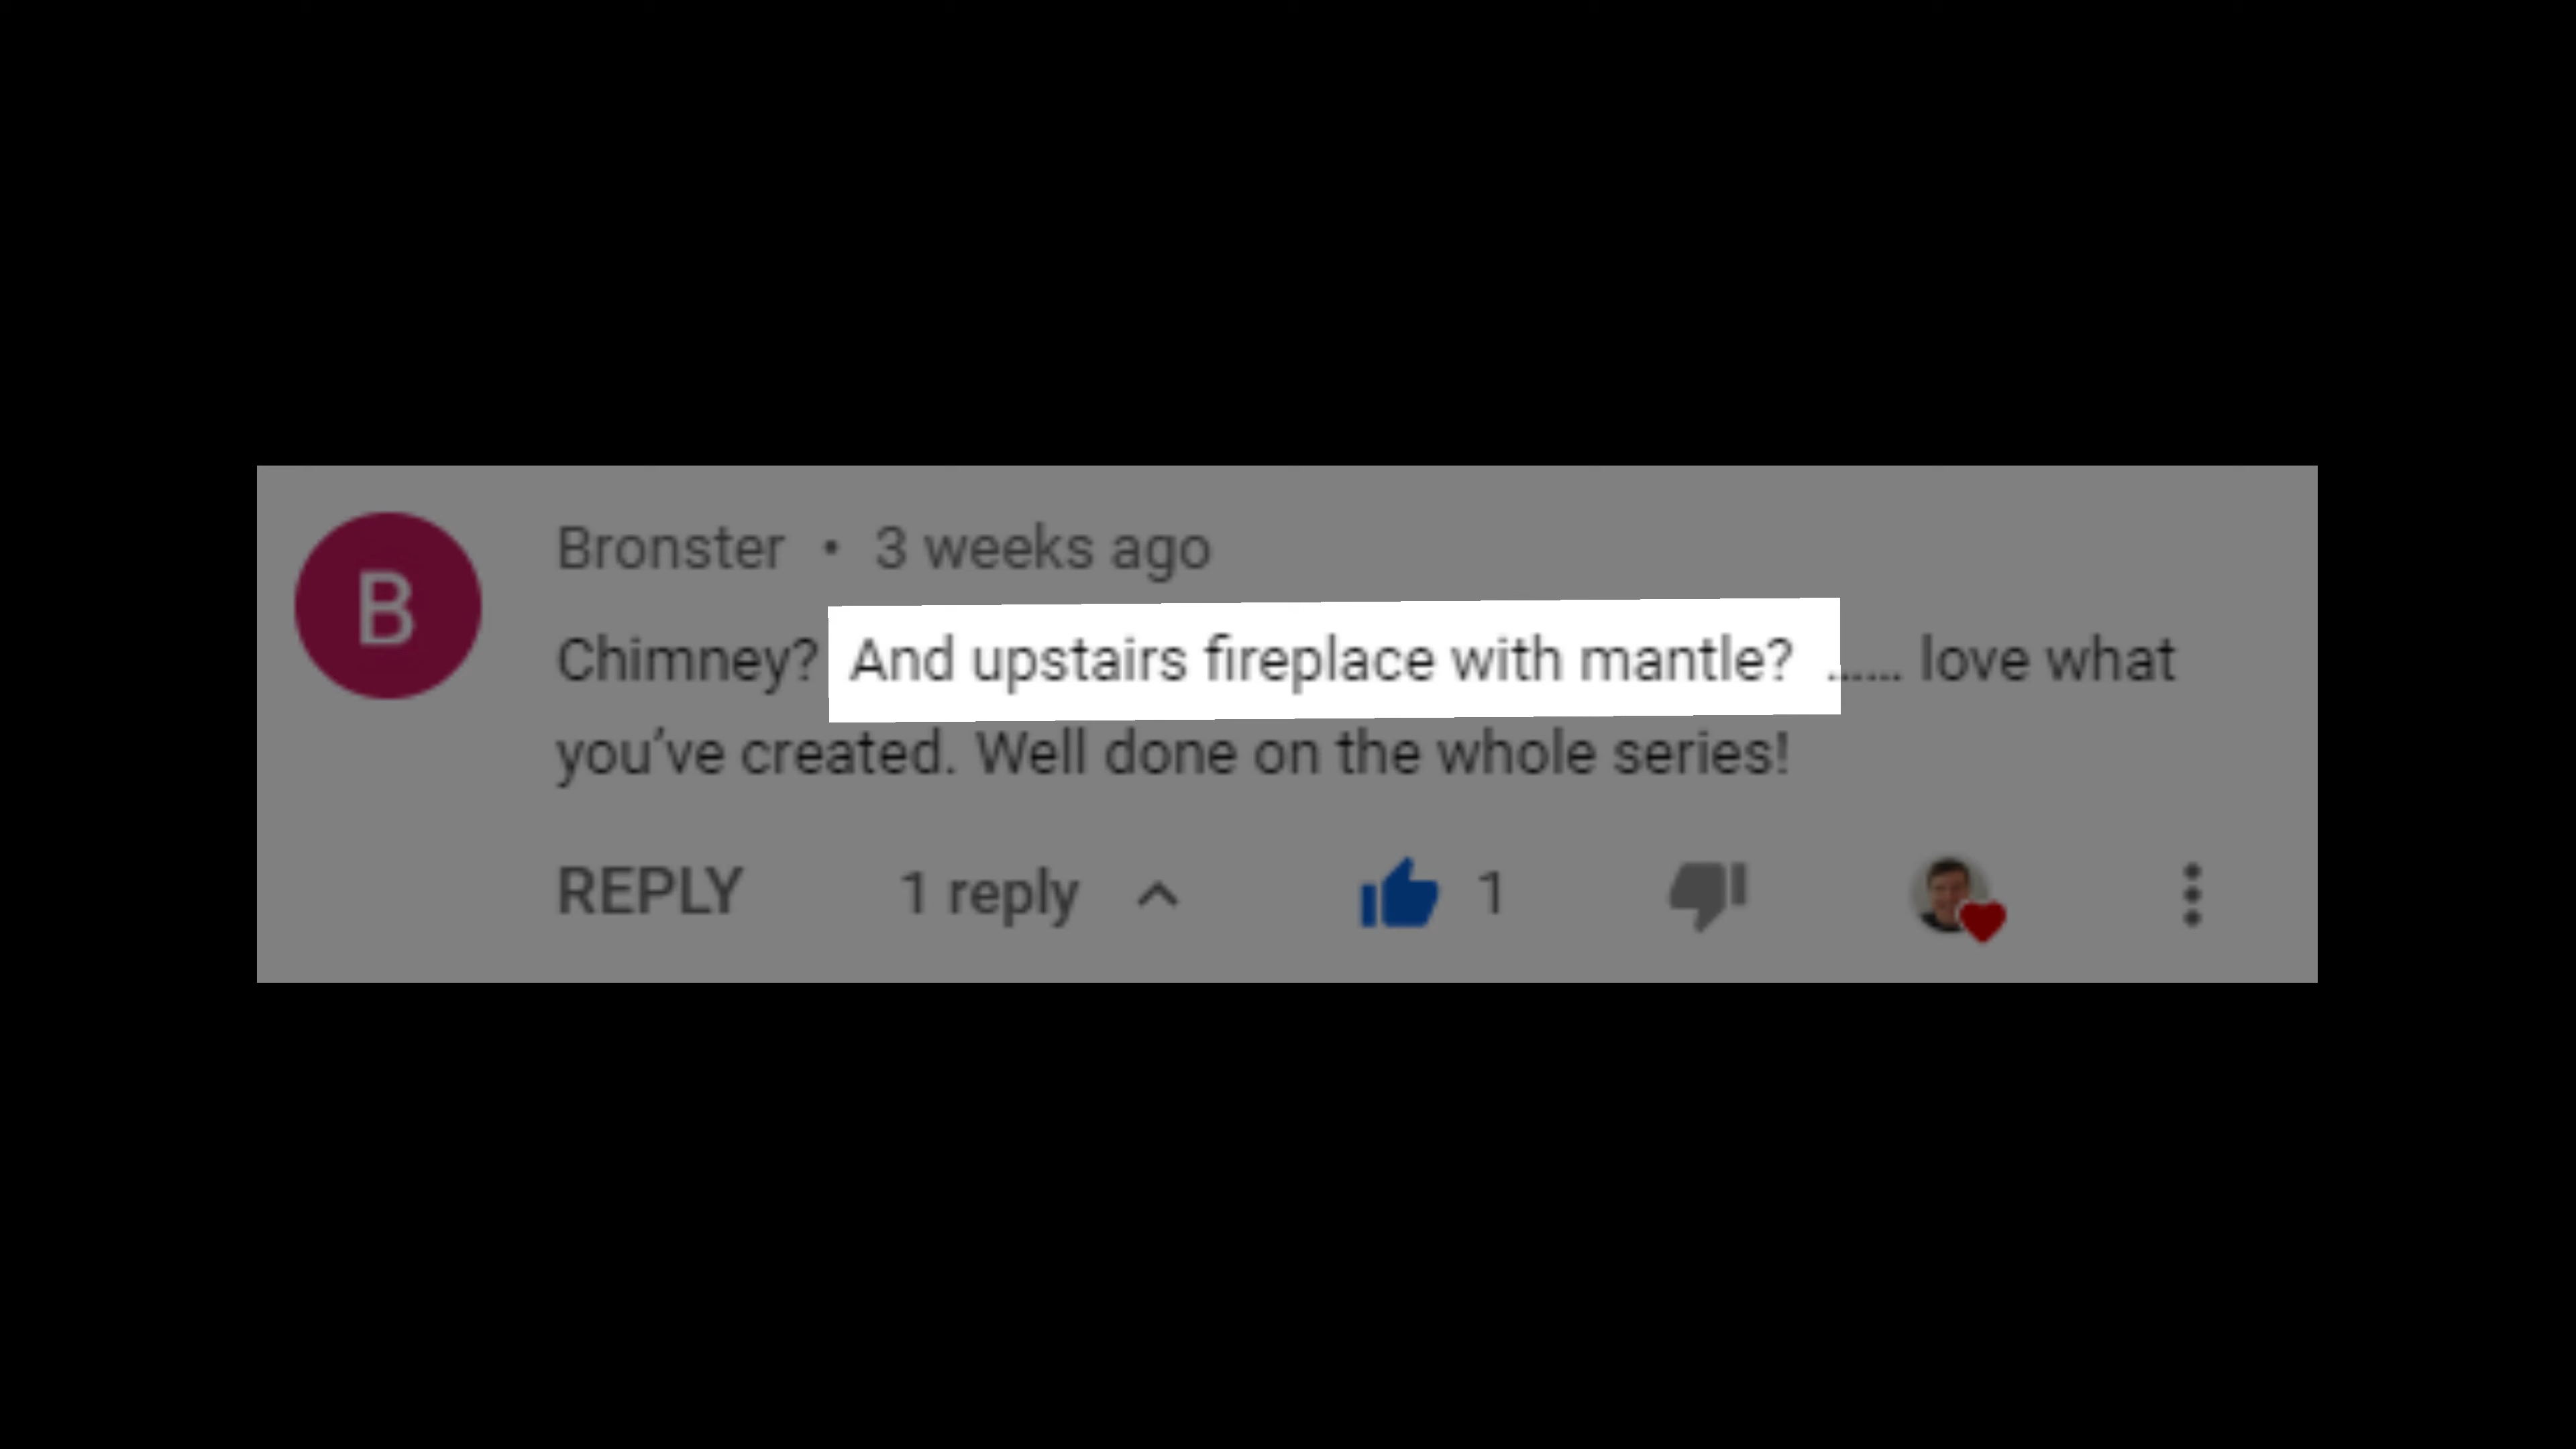 B
Bronster • 3 weeks ago
Chimney? And upstairs fireplace with mantle? ...... love what
you’ve created. Well done on the whole series!
REPLY 1 reply 1